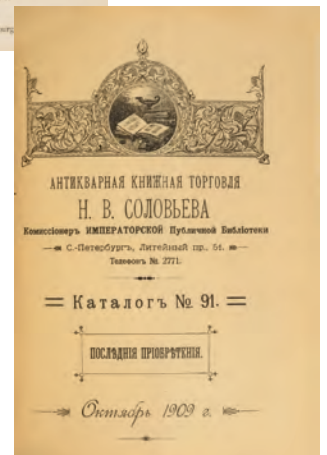 АНТИКВАРНАЯ КНИЖНАЯ ТОРГОВЛЯ
Н. В. СОЛОВЬЕВА
Комиссіонеръ ИМПЕРАТОРСКОЙ Публичной Библіотеки
С.-Петербургъ, Литейный пр. 51.
Телефонъ № 2771.
Каталогъ № 91.
ПОСЛѢДНІЯ ПРІОБРѢТЕНІЯ.
Октябрь 1909 г.